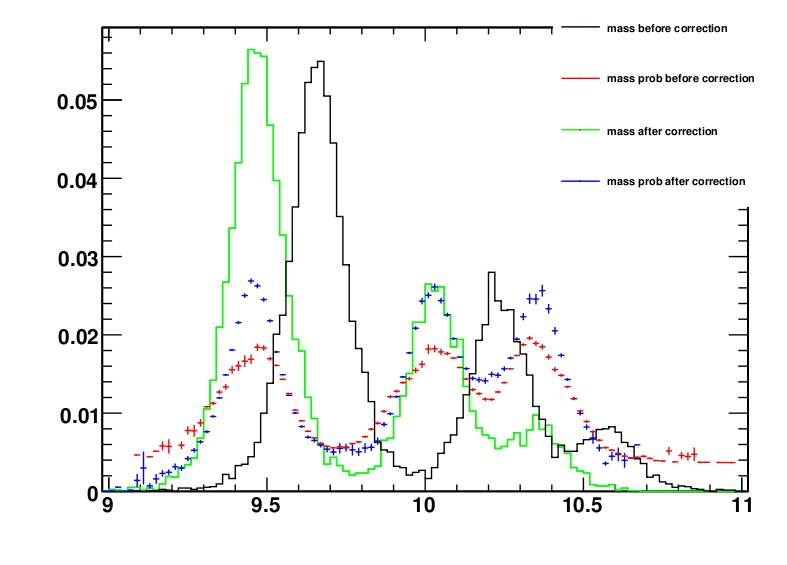 mass before correction
mass prob before correction
mass after correction
mass prob after correction
0.05
0.04
0.03
0.02
0.01
0
9
9.5
10
10.5
11